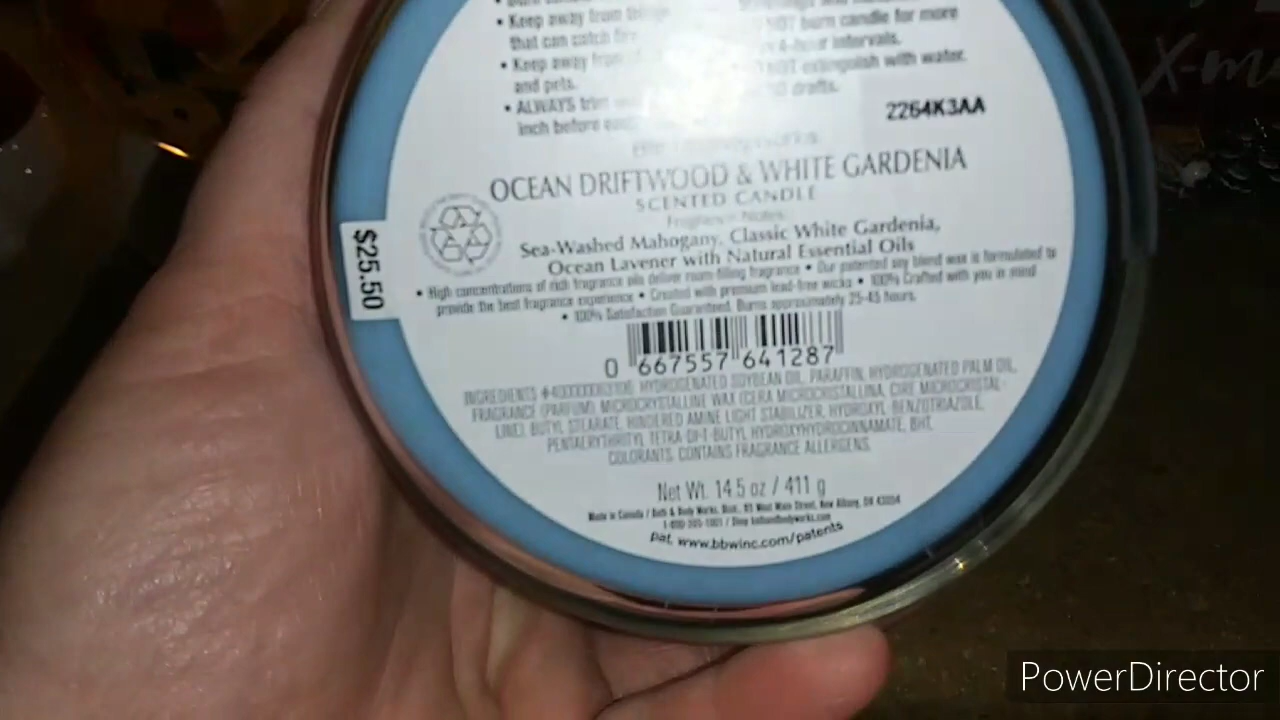 • Keep away from things
NOT burn candle for more
that can catch fire
4-hour intervals.
• Keep away from
NOT extinguish with water.
and pets.
drafts.
• ALWAYS trim
inch before
2264K3AA
OCEAN DRIFTWOOD & WHITE GARDENIA
SCENTED CANDLE
Fragrance Notes:
Sea-Washed Mahogany, Classic White Gardenia,
Ocean Lavener with Natural Essential Oils
• High concentrations of rich fragrance oils deliver room-filling fragrance • Our patented soy blend wax is formulated to
provide the best fragrance experience • Created with premium lead-free wicks • 100% Crafted with you in mind
• 100% Satisfaction Guaranteed. Burns approximately 25-45 hours.
$25.50
0 667557 641287
HYDROGENATED SOYBEAN OIL, PARAFFIN, HYDROGENATED PALM OIL,
FRAGRANCE (PARFUM), MICROCRYSTALLINE WAX (CERA MICROCRISTALLINA, CIRE MICROCRISTAL-
LINE), BUTYL STEARATE, HINDERED AMINE LIGHT STABILIZER, HYDROXYL BENZOTRIAZOLE,
PENTAERYTHRITYL TETRA-DI-T-BUTYL HYDROXYHYDROCINNAMATE, BHT,
COLORANTS. CONTAINS FRAGRANCE ALLERGENS.
Net Wt. 14.5 oz / 411 g
Made in Canada / Bath & Body Works, Dist., 95 West Main Street, New Albany, OH 43054
Shop bathandbodyworks.com
pat. www.bbwinc.com/patents
PowerDirector